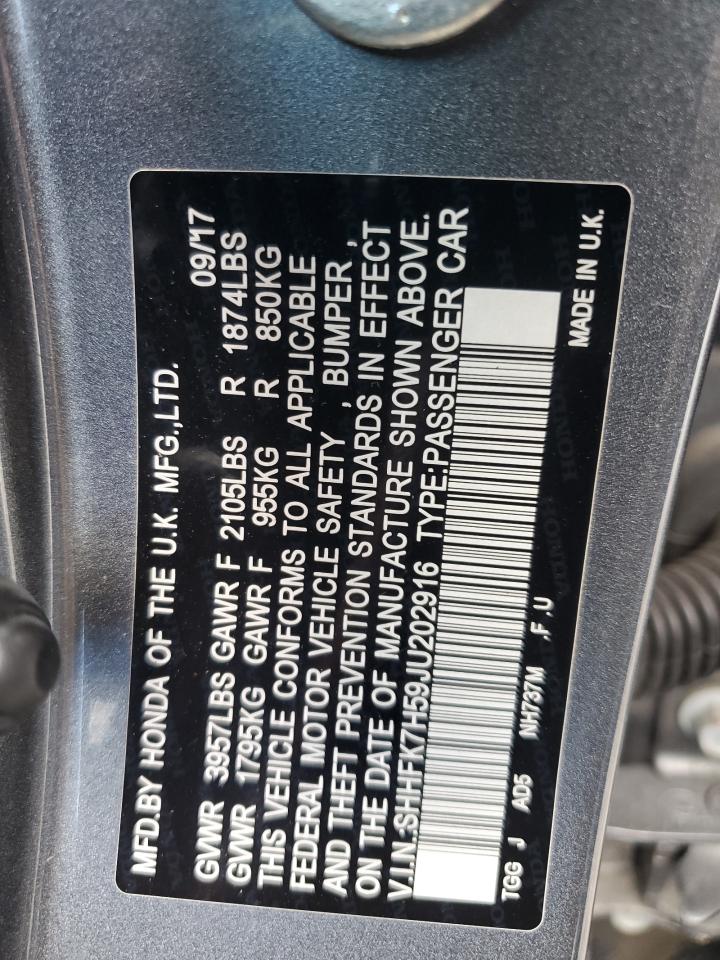 MFD.BY HONDA OF THE U.K. MFG.,LTD.
09/17
GVWR 3957LBS GAWR F 2105LBS R 1874LBS
GVWR 1795KG GAWR F 955KG R 850KG
THIS VEHICLE CONFORMS TO ALL APPLICABLE
FEDERAL MOTOR VEHICLE SAFETY , BUMPER ,
AND THEFT PREVENTION STANDARDS IN EFFECT
ON THE DATE OF MANUFACTURE SHOWN ABOVE.
V.I.N.:SHHFK7H59JU202916 TYPE:PASSENGER CAR
TGG J AD5 NH737M ,F,U MADE IN U.K.